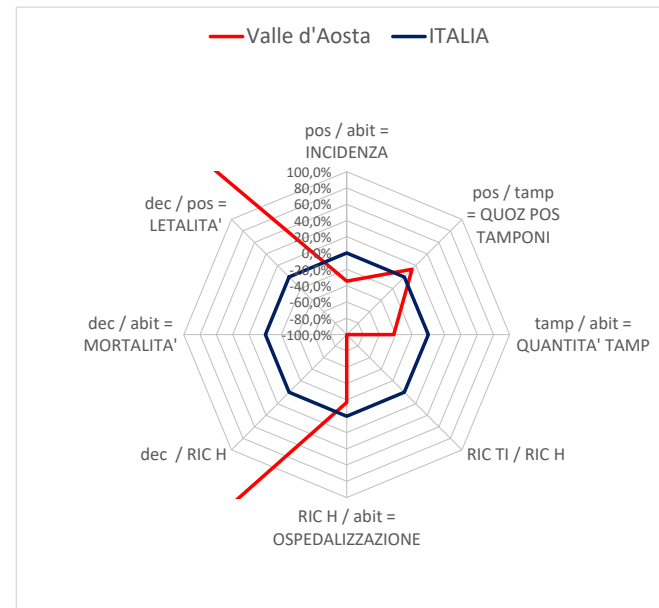 Valle d'Aosta
ITALIA
pos / abit =
INCIDENZA
100,0%
80,0%
60,0%
40,0%
20,0%
0,0%
-20,0%
-40,0%
-60,0%
-80,0%
-100,0%
pos / tamp
= QUOZ POS
TAMPONI
tamp / abit =
QUANTITA' TAMP
RIC TI / RIC H
RIC H / abit =
OSPEDALIZZAZIONE
dec / RIC H
dec / abit =
MORTALITA'
dec / pos =
LETALITA'